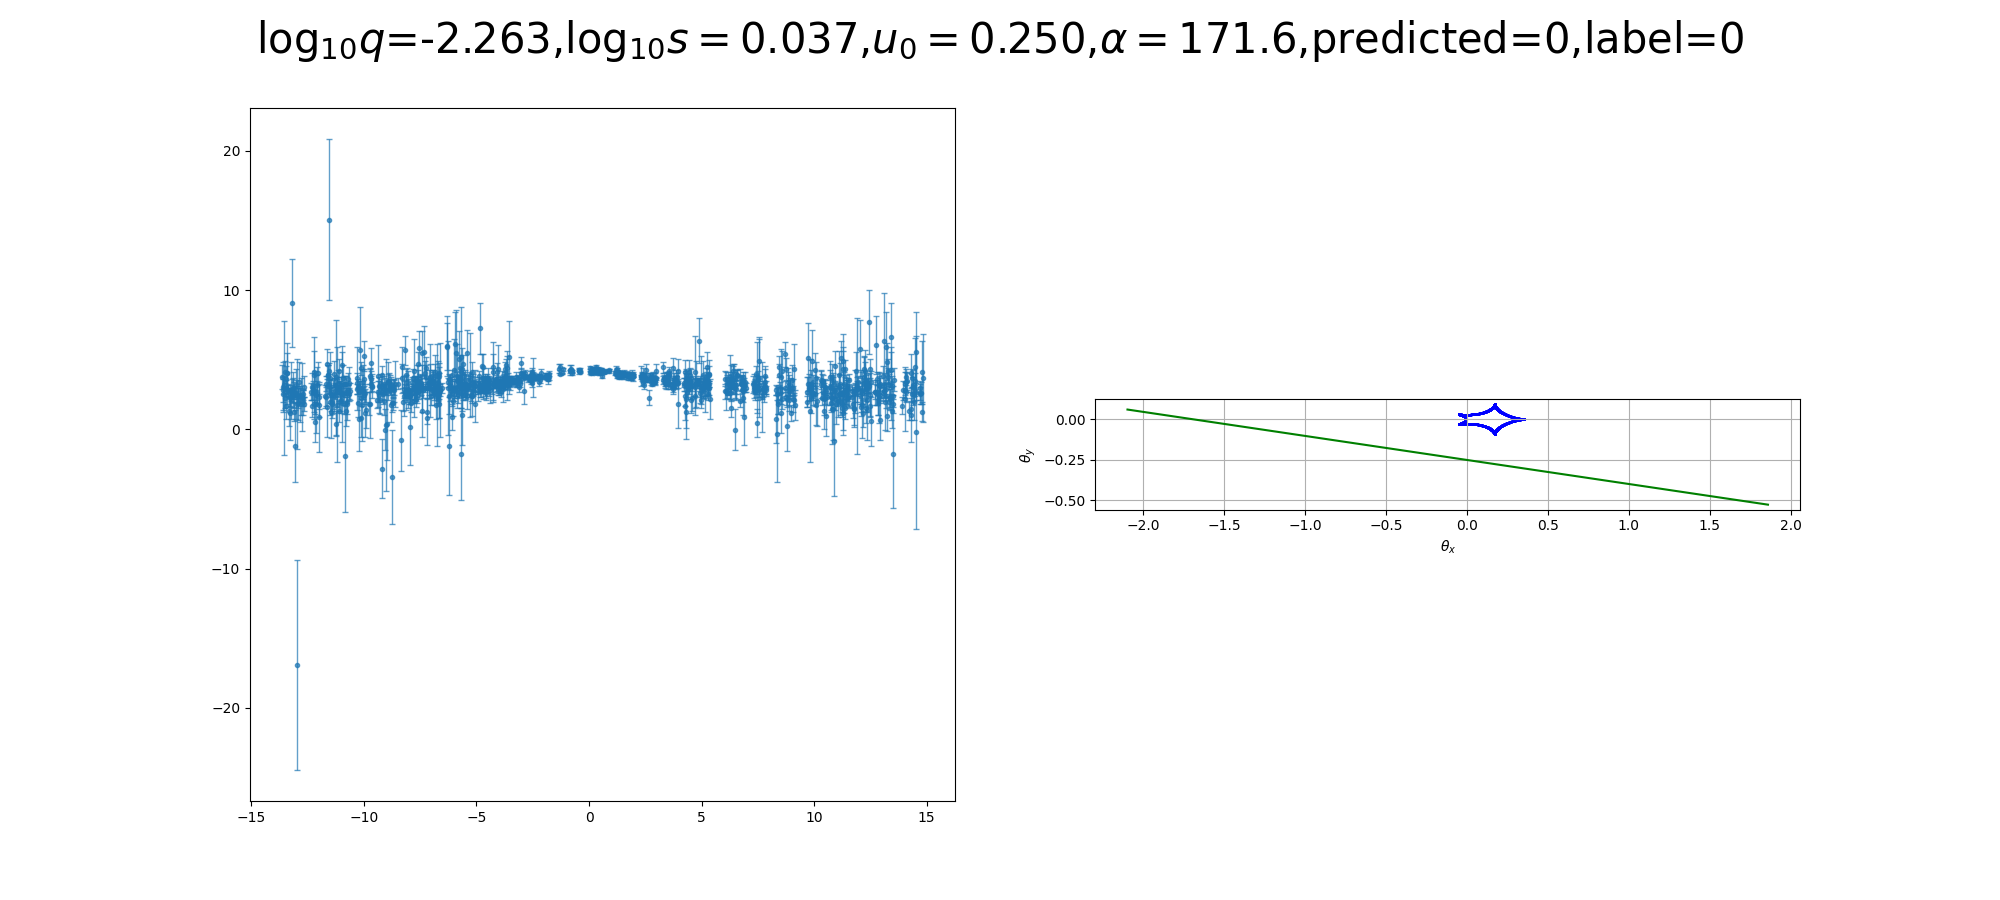 log₁₀q=-2.263,log₁₀s = 0.037,u₀ = 0.250,α = 171.6,predicted=0,label=0
20
10
0
−10
−20
−15 −10 −5 0 5 10 15
0.00
−0.25
−0.50
θy
−2.0 −1.5 −1.0 −0.5 0.0 0.5 1.0 1.5 2.0
θx